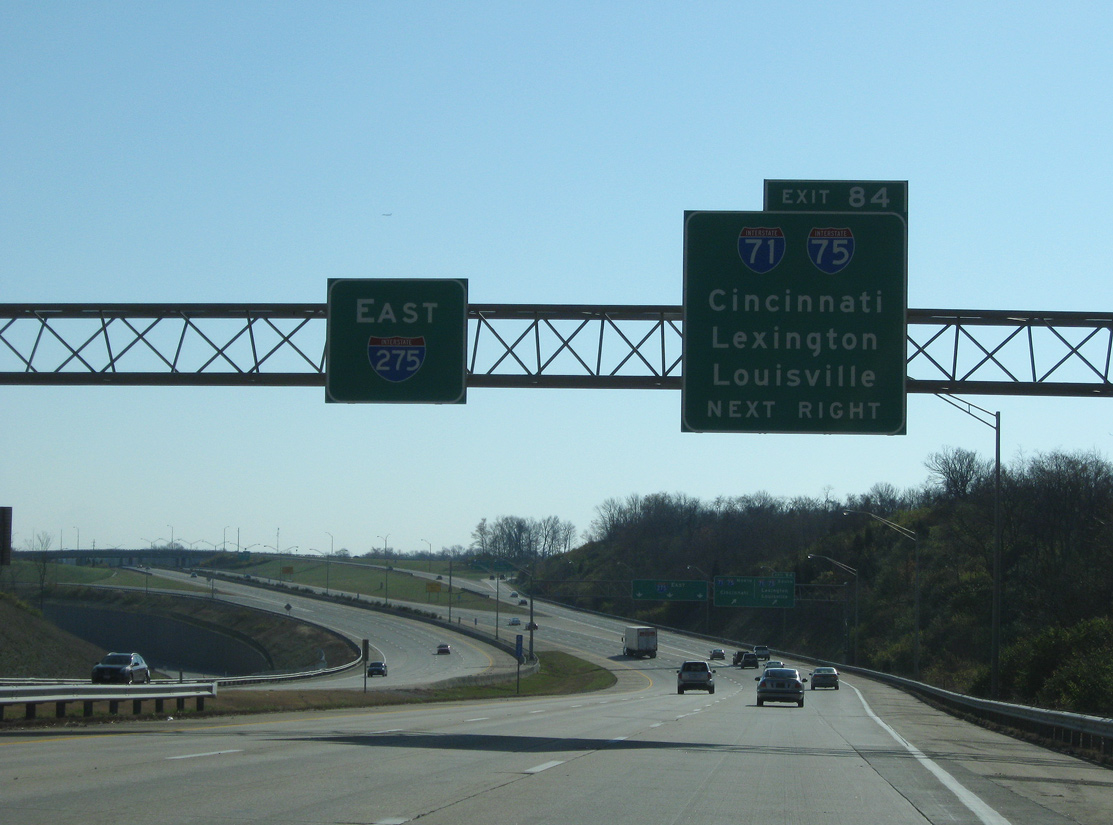 EAST
INTERSTATE
275
EXIT 84
INTERSTATE INTERSTATE
71 75
Cincinnati
Lexington
Louisville
NEXT RIGHT